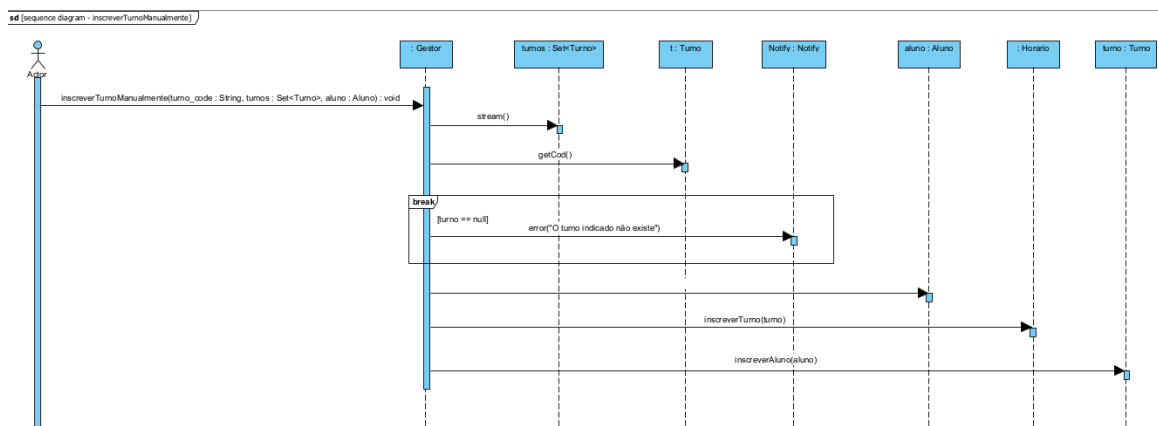 sd [sequence diagram - inscreverTurnoManualmente]
Actor
: Gestor
turnos : Set<Turno>
t : Turno
Notify : Notify
aluno : Aluno
: Horario
turno : Turno
inscreverTurnoManualmente(turno_code : String, turnos : Set<Turno>, aluno : Aluno) : void
stream()
getCod()
break
[turno == null]
error("O turno indicado não existe")
inscreverTurno(turno)
inscreverAluno(aluno)